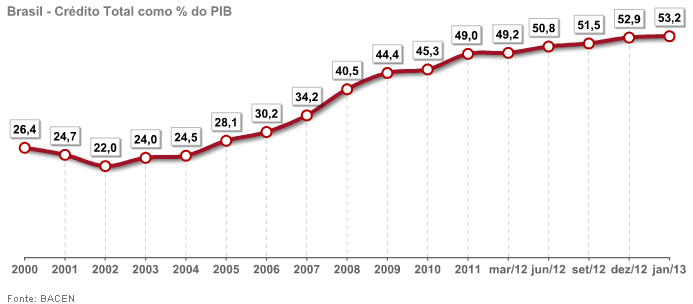 Brasil - Crédito Total como % do PIB
26,4 24,7 22,0 24,0 24,5 28,1 30,2 34,2 40,5 44,4 45,3 49,0 49,2 50,8 51,5 52,9 53,2
2000 2001 2002 2003 2004 2005 2006 2007 2008 2009 2010 2011 mar/12 jun/12 set/12 dez/12 jan/13
Fonte: BACEN